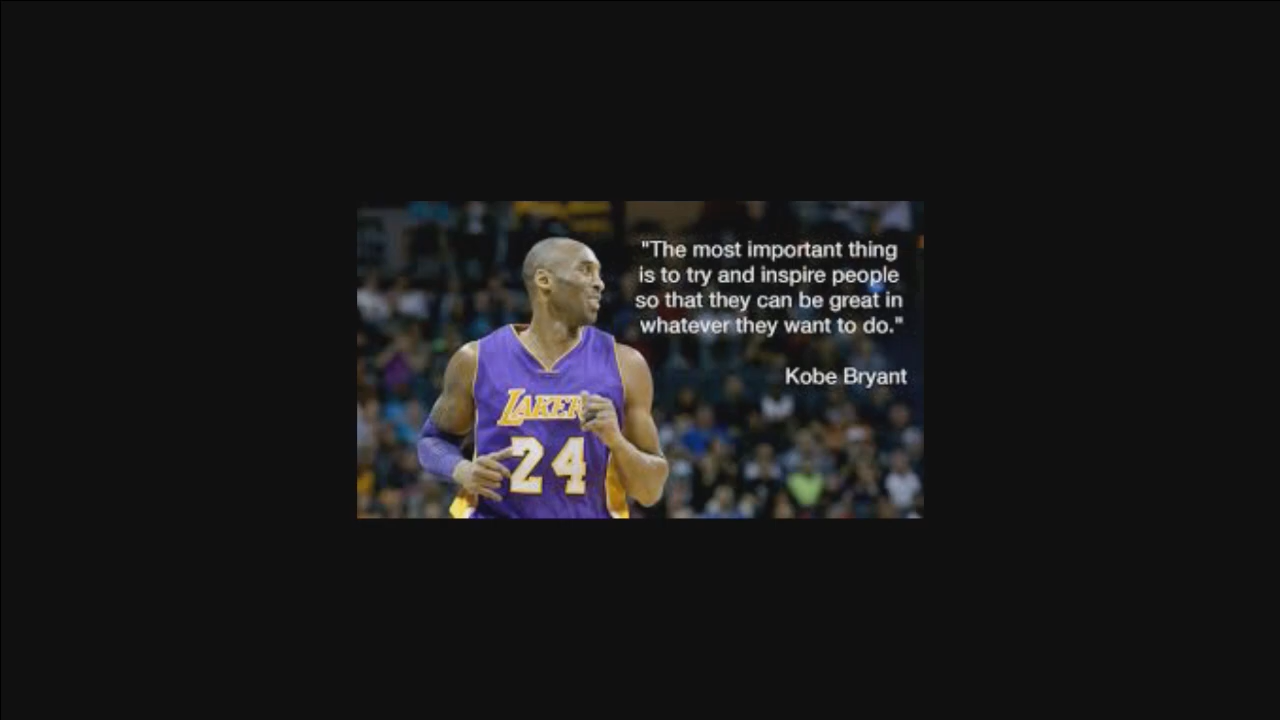 "The most important thing
is to try and inspire people
so that they can be great in
whatever they want to do."
Kobe Bryant
LAKER
24